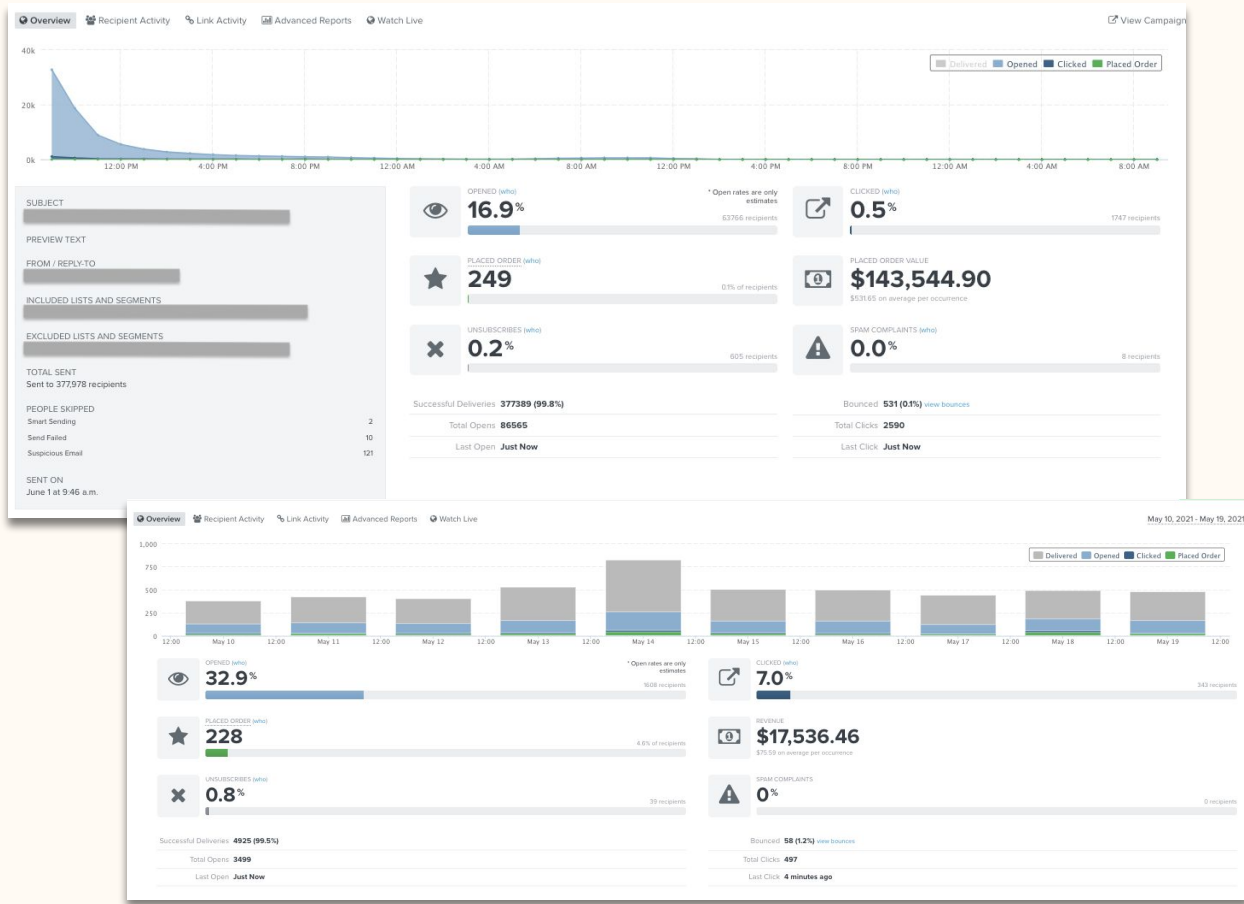 Overview Recipient Activity Link Activity Advanced Reports Watch Live View Campaign
40k
Delivered Opened Clicked Placed Order
20k
0k
12:00 PM 4:00 PM 8:00 PM 12:00 AM 4:00 AM 8:00 AM 12:00 PM 4:00 PM 8:00 PM 12:00 AM 4:00 AM 8:00 AM
SUBJECT
PREVIEW TEXT
FROM / REPLY-TO
INCLUDED LISTS AND SEGMENTS
EXCLUDED LISTS AND SEGMENTS
TOTAL SENT
Sent to 377,978 recipients
PEOPLE SKIPPED
Smart Sending 2
Send Failed 10
Suspicious Email 121
SENT ON
June 1 at 9:46 a.m.
OPENED (who)
* Open rates are only estimates
16.9%
63766 recipients
CLICKED (who)
0.5%
1747 recipients
PLACED ORDER (who)
249
0.1% of recipients
PLACED ORDER VALUE
$143,544.90
$531.65 on average per occurrence
UNSUBSCRIBES (who)
0.2%
605 recipients
SPAM COMPLAINTS (who)
0.0%
8 recipients
Successful Deliveries 377389 (99.8%)
Total Opens 86565
Last Open Just Now
Bounced 531 (0.1%) view bounces
Total Clicks 2590
Last Click Just Now
Overview Recipient Activity Link Activity Advanced Reports Watch Live
May 10, 2021 - May 19, 2021
1,000
Delivered Opened Clicked Placed Order
750
500
250
0
12:00 May 10 12:00 May 11 12:00 May 12 12:00 May 13 12:00 May 14 12:00 May 15 12:00 May 16 12:00 May 17 12:00 May 18 12:00 May 19 12:00
OPENED (who)
* Open rates are only estimates
32.9%
1608 recipients
CLICKED (who)
7.0%
343 recipients
PLACED ORDER (who)
228
4.6% of recipients
REVENUE
$17,536.46
$75.59 on average per occurrence
UNSUBSCRIBES (who)
0.8%
39 recipients
SPAM COMPLAINTS
0%
0 recipients
Successful Deliveries 4925 (99.5%)
Total Opens 3499
Last Open Just Now
Bounced 58 (1.2%) view bounces
Total Clicks 497
Last Click 4 minutes ago